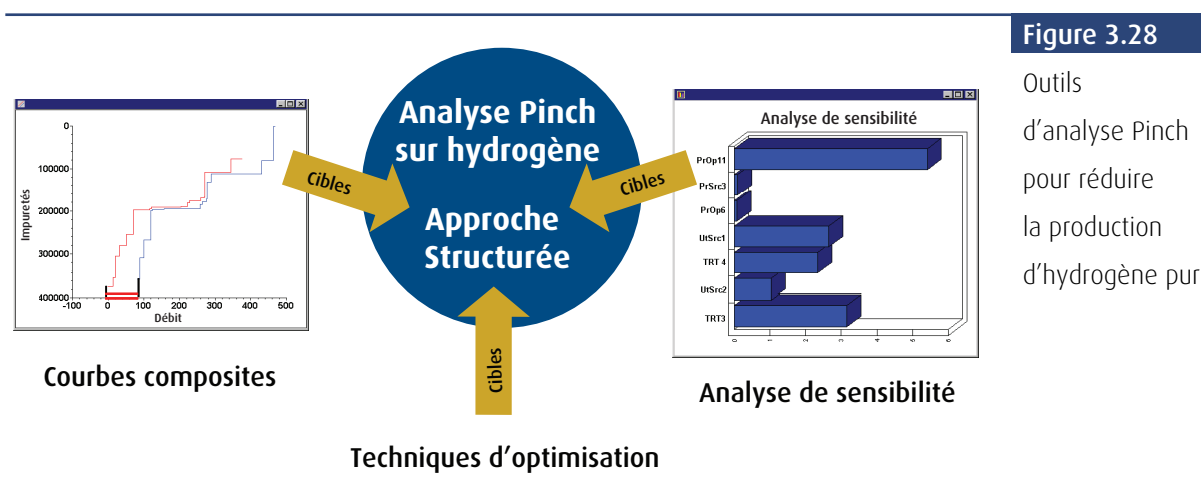 Figure 3.28
Outils
d'analyse Pinch
pour réduire
la production
d'hydrogène pur
Analyse Pinch
sur hydrogène
Approche
Structurée
Cibles
Cibles
Cibles
Impuretés
0
100000
200000
300000
400000
-100 0 100 200 300 400 500
Débit
Courbes composites
Analyse de sensibilité
PrOp11
PrSrc3
PrOp6
UtSrc1
TRT 4
UtSrc2
TRT3
0 1 2 3 4 5 6
Analyse de sensibilité
Techniques d'optimisation